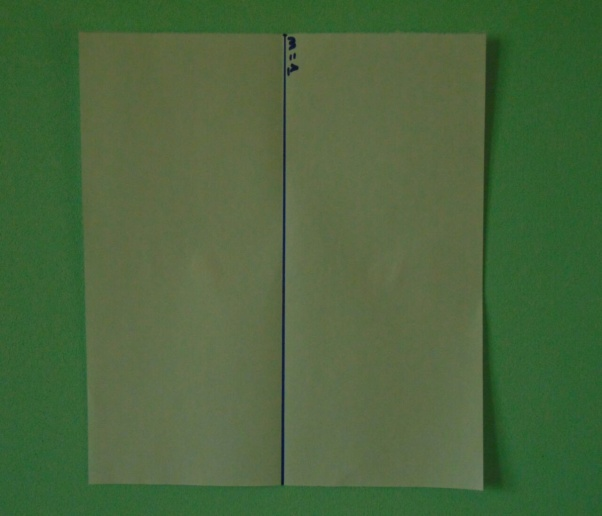 m = 1